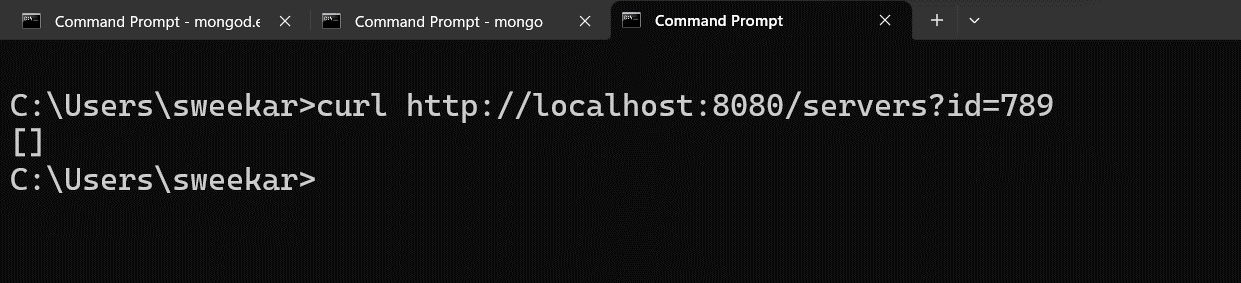 Command Prompt - mongod.e
Command Prompt - mongo
Command Prompt
C:\Users\sweekar>curl http://localhost:8080/servers?id=789
[]
C:\Users\sweekar>